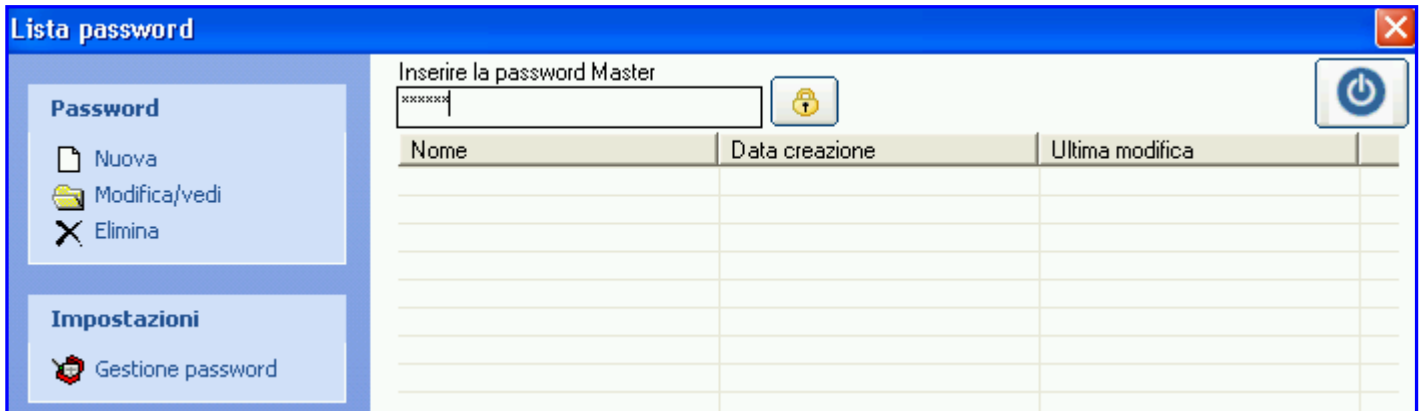 Lista password
Password
Nuova
Modifica/vedi
Elimina
Impostazioni
Gestione password
Inserire la password Master
xxxxxx
Nome Data creazione Ultima modifica